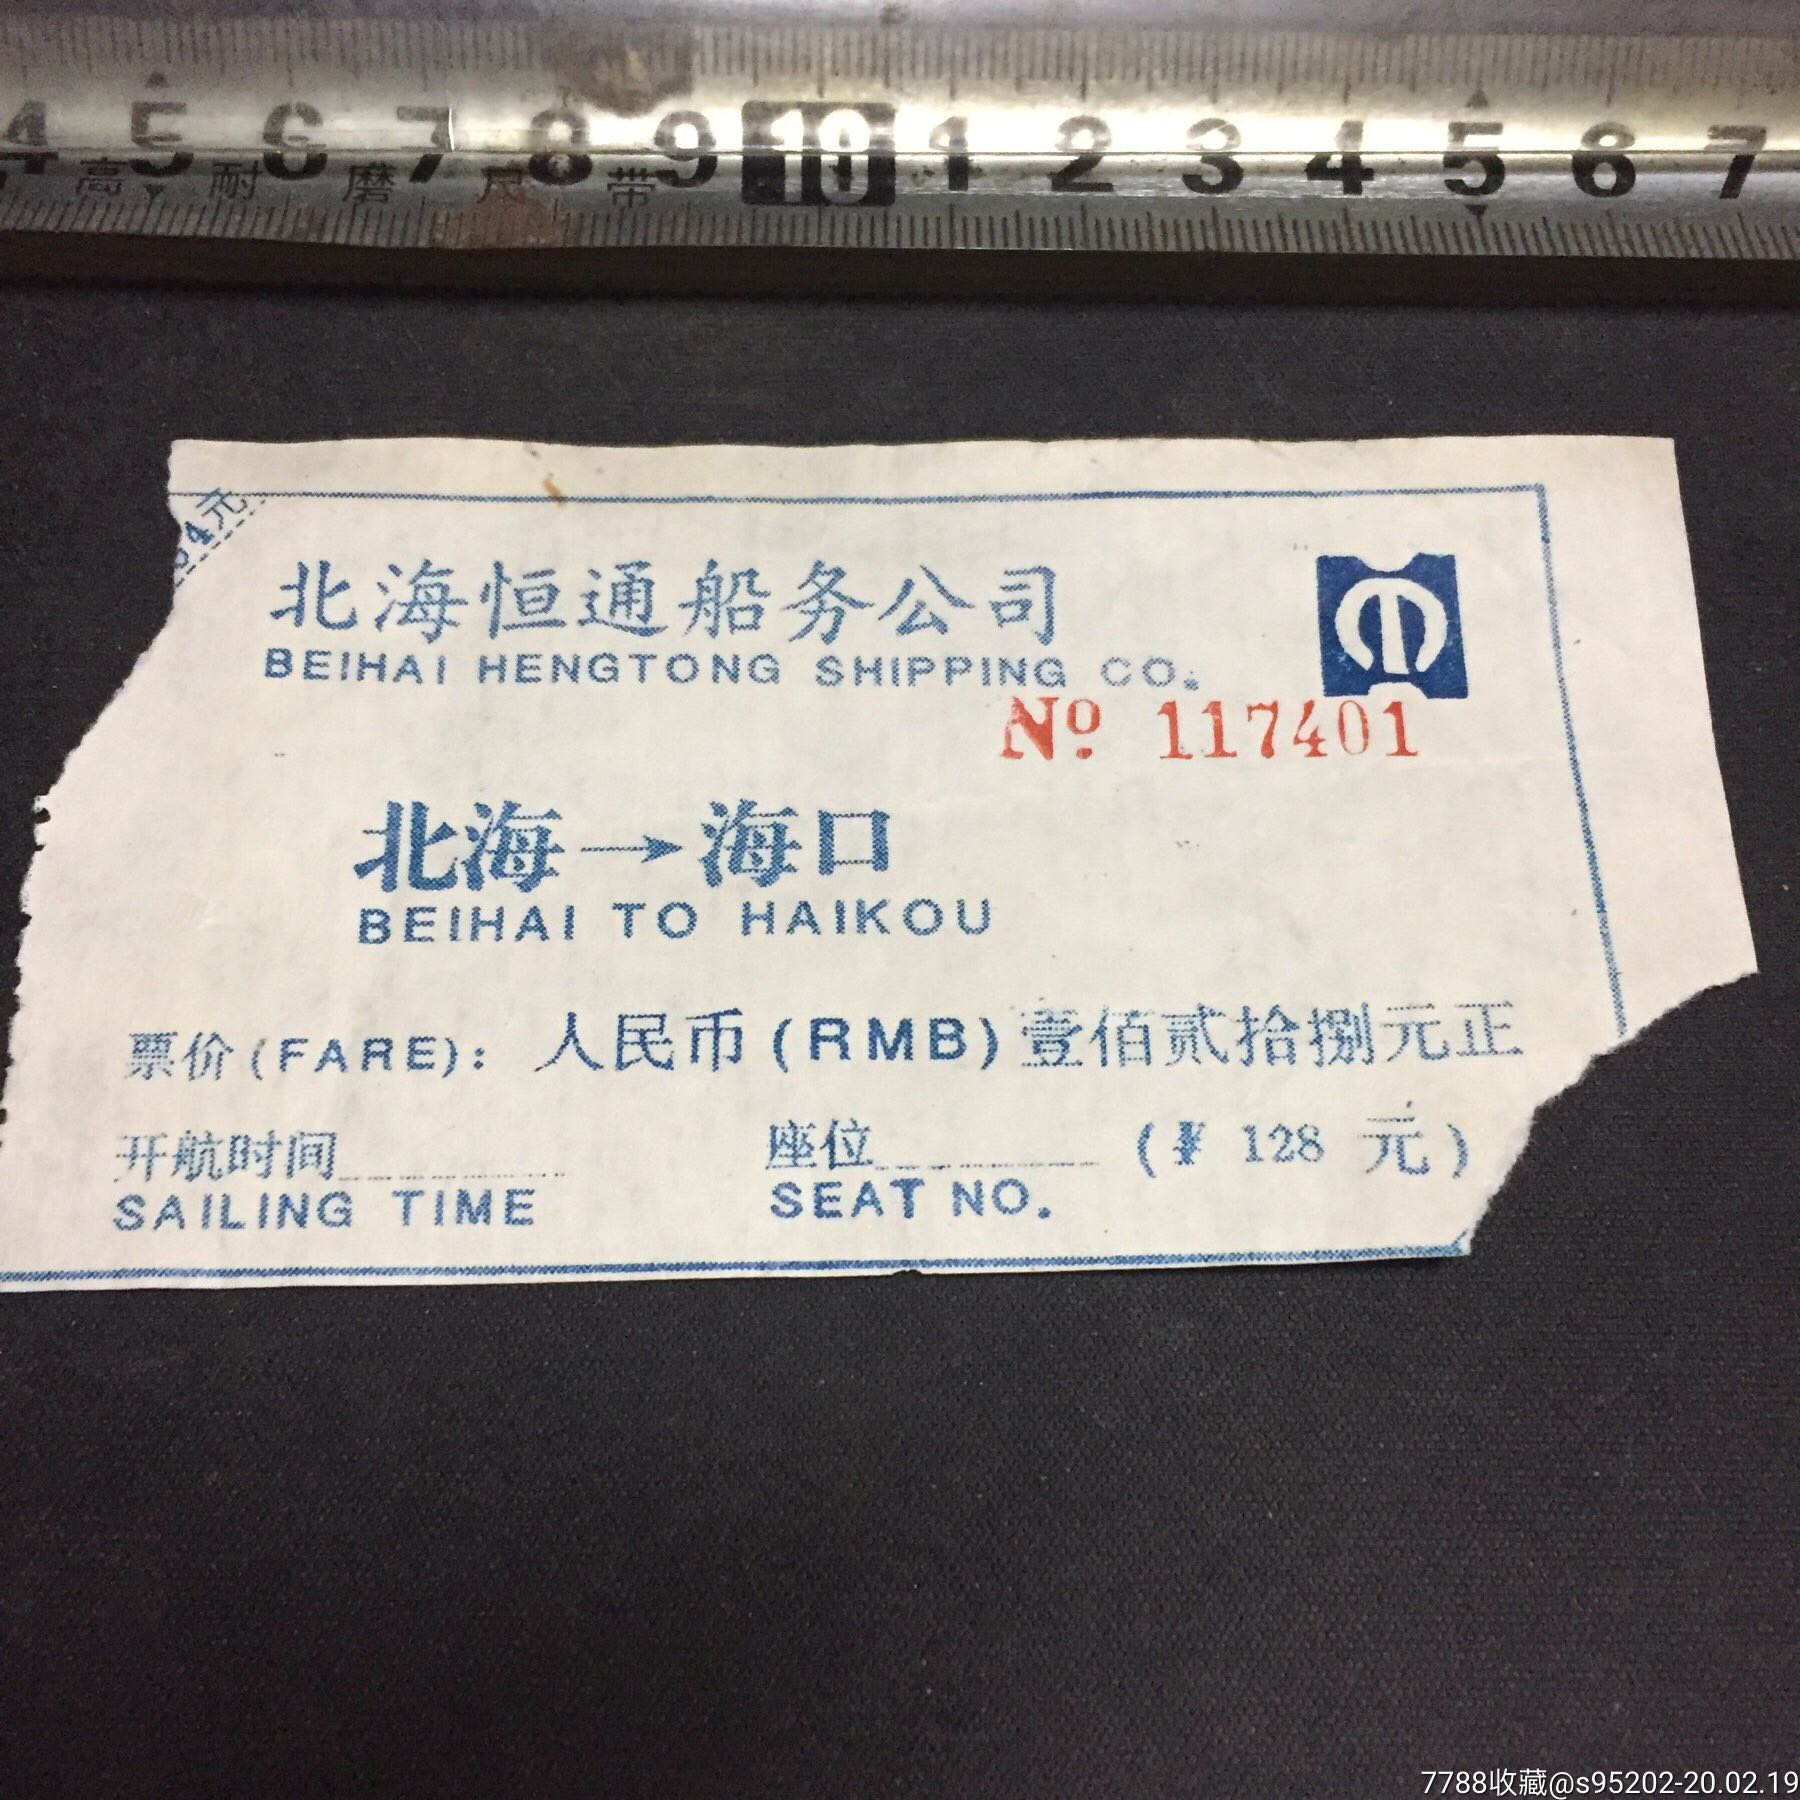 4 5 6 7 8 9 10 1 2 3 4 5 6 7
高 耐 磨 尺 带
64元
北海恒通船务公司
BEIHAI HENGTONG SHIPPING CO.
No 117401
北海→海口
BEIHAI TO HAIKOU
票价(FARE): 人民币(RMB)壹佰贰拾捌元正
开航时间 座位 (¥ 128 元)
SAILING TIME SEAT NO.
7788收藏@s95202-20.02.19